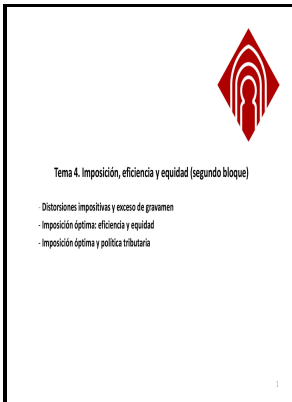 Tema 4. Imposición, eficiencia y equidad (segundo bloque)
- Distorsiones impositivas y exceso de gravamen
- Imposición óptima: eficiencia y equidad
- Imposición óptima y política tributaria
1